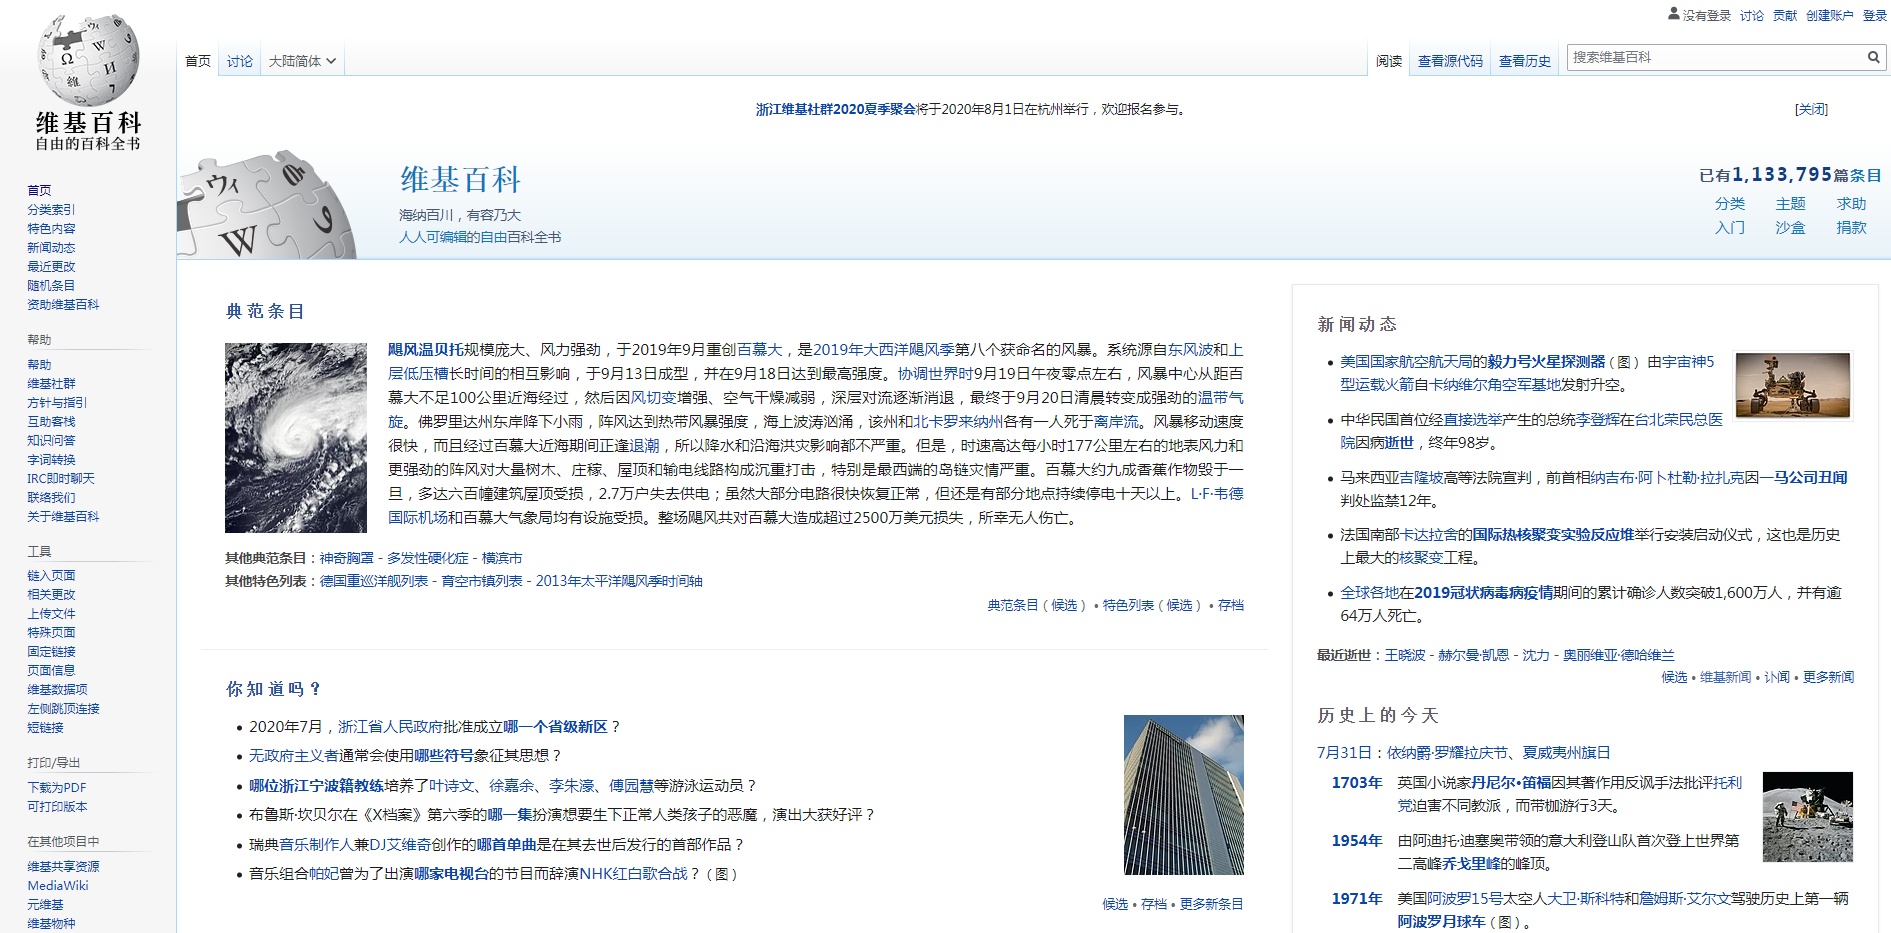 没有登录 讨论 贡献 创建账户 登录
维基百科
自由的百科全书
首页 讨论 大陆简体
阅读 查看源代码 查看历史 搜索维基百科
浙江维基社群2020夏季聚会将于2020年8月1日在杭州举行，欢迎报名参与。
[关闭]
维基百科
海纳百川，有容乃大
人人可编辑的自由百科全书
已有1,133,795篇条目
分类 主题 求助
入门 沙盒 捐款
首页
分类索引
特色内容
新闻动态
最近更改
随机条目
资助维基百科
帮助
帮助
维基社群
方针与指引
互助客栈
知识问答
字词转换
IRC即时聊天
联络我们
关于维基百科
工具
链入页面
相关更改
上传文件
特殊页面
固定链接
页面信息
维基数据项
左侧跳顶连接
短链接
打印/导出
下载为PDF
可打印版本
在其他项目中
维基共享资源
MediaWiki
元维基
维基物种
典范条目
飓风温贝托规模庞大、风力强劲，于2019年9月重创百慕大，是2019年大西洋飓风季第八个获命名的风暴。系统源自东风波和上
层低压槽长时间的相互影响，于9月13日成型，并在9月18日达到最高强度。协调世界时9月19日午夜零点左右，风暴中心从距百
慕大不足100公里近海经过，然后因风切变增强、空气干燥减弱，深层对流逐渐消退，最终于9月20日清晨转变成强劲的温带气
旋。佛罗里达州东岸降下小雨，阵风达到热带风暴强度，海上波涛汹涌，该州和北卡罗来纳州各有一人死于离岸流。风暴移动速度
很快，而且经过百慕大近海期间正逢退潮，所以降水和沿海洪灾影响都不严重。但是，时速高达每小时177公里左右的地表风力和
更强劲的阵风对大量树木、庄稼、屋顶和输电线路构成沉重打击，特别是最西端的岛链灾情严重。百慕大约九成香蕉作物毁于一
旦，多达六百幢建筑屋顶受损，2.7万户失去供电；虽然大部分电路很快恢复正常，但还是有部分地点持续停电十天以上。L·F·韦德
国际机场和百慕大气象局均有设施受损。整场飓风共对百慕大造成超过2500万美元损失，所幸无人伤亡。
其他典范条目：神奇胸罩 - 多发性硬化症 - 横滨市
其他特色列表：德国重巡洋舰列表 - 育空市镇列表 - 2013年太平洋飓风季时间轴
典范条目（候选） • 特色列表（候选） • 存档
你知道吗？
• 2020年7月，浙江省人民政府批准成立哪一个省级新区？
• 无政府主义者通常会使用哪些符号象征其思想？
• 哪位浙江宁波籍教练培养了叶诗文、徐嘉余、李朱濠、傅园慧等游泳运动员？
• 布鲁斯·坎贝尔在《X档案》第六季的哪一集扮演想要生下正常人类孩子的恶魔，演出大获好评？
• 瑞典音乐制作人兼DJ艾维奇创作的哪首单曲是在其去世后发行的首部作品？
• 音乐组合帕妃曾为了出演哪家电视台的节目而辞演NHK红白歌合战？（图）
候选 • 存档 • 更多新条目
新闻动态
• 美国国家航空航天局的毅力号火星探测器（图）由宇宙神5
型运载火箭自卡纳维尔角空军基地发射升空。
• 中华民国首位经直接选举产生的总统李登辉在台北荣民总医
院因病逝世，终年98岁。
• 马来西亚吉隆坡高等法院宣判，前首相纳吉布·阿卜杜勒·拉扎克因一马公司丑闻
判处监禁12年。
• 法国南部卡达拉舍的国际热核聚变实验反应堆举行安装启动仪式，这也是历史
上最大的核聚变工程。
• 全球各地在2019冠状病毒病疫情期间的累计确诊人数突破1,600万人，并有逾
64万人死亡。
最近逝世：王晓波 - 赫尔曼·凯恩 - 沈力 - 奥丽维亚·德哈维兰
候选 • 维基新闻 • 讣闻 • 更多新闻
历史上的今天
7月31日：依纳爵·罗耀拉庆节、夏威夷州旗日
1703年 英国小说家丹尼尔•笛福因其著作用反讽手法批评托利
党迫害不同教派，而带枷游行3天。
1954年 由阿迪托·迪塞奥带领的意大利登山队首次登上世界第
二高峰乔戈里峰的峰顶。
1971年 美国阿波罗15号太空人大卫·斯科特和詹姆斯·艾尔文驾驶历史上第一辆
阿波罗月球车（图）。